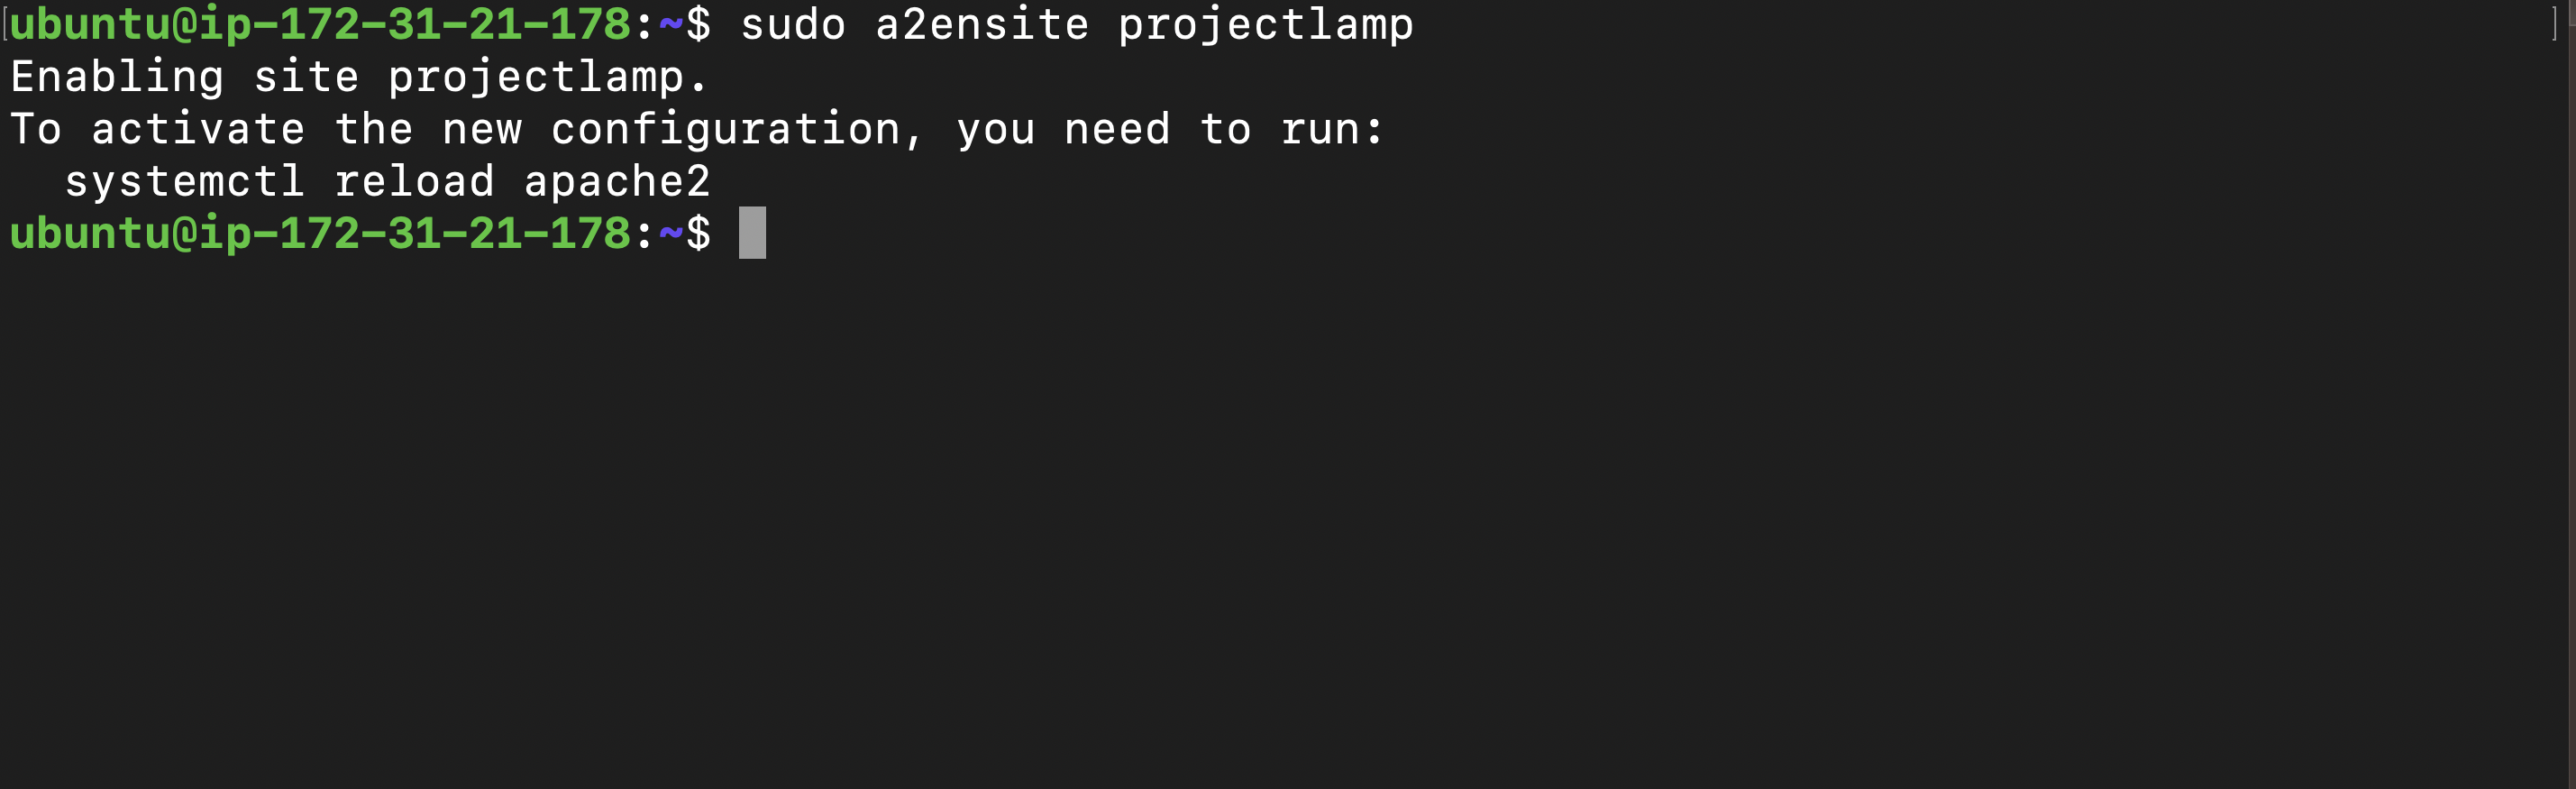 [ubuntu@ip-172-31-21-178:~$ sudo a2ensite projectlamp ]
Enabling site projectlamp.
To activate the new configuration, you need to run:
  systemctl reload apache2
ubuntu@ip-172-31-21-178:~$